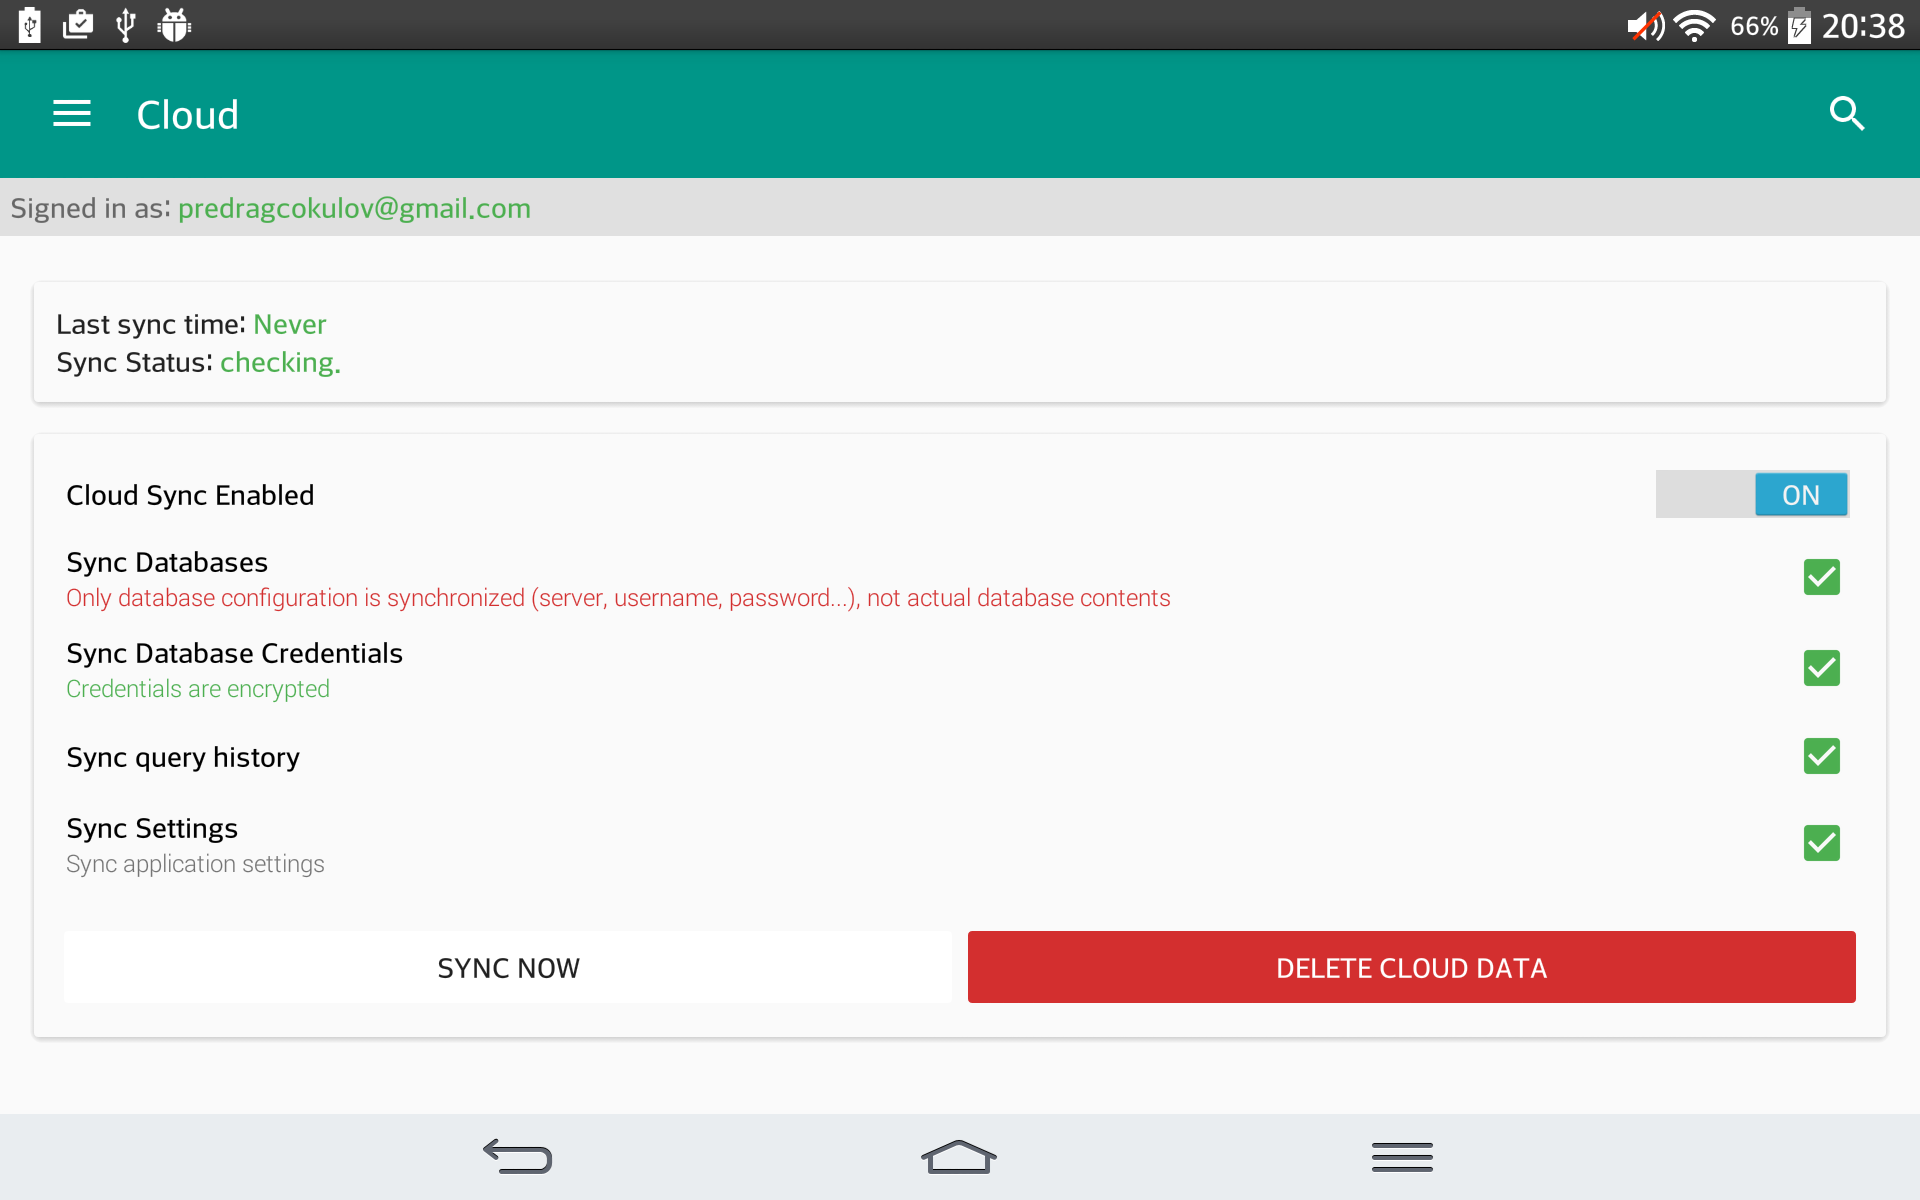 66% 20:38
Cloud
Signed in as: predragcokulov@gmail.com
Last sync time: Never
Sync Status: checking.
Cloud Sync Enabled ON
Sync Databases
Only database configuration is synchronized (server, username, password...), not actual database contents
Sync Database Credentials
Credentials are encrypted
Sync query history
Sync Settings
Sync application settings
SYNC NOW DELETE CLOUD DATA